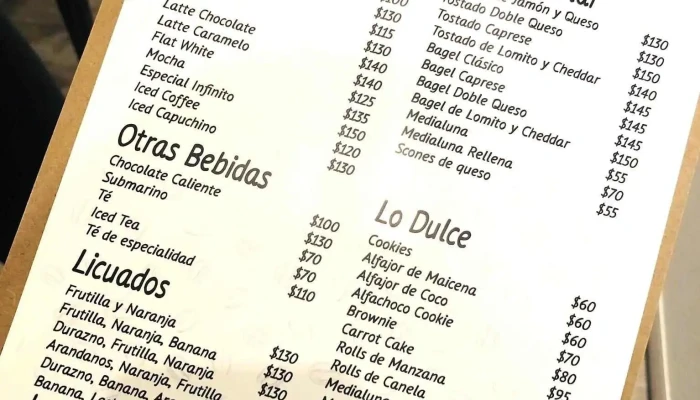 $100
$130
$115
$130
Latte Chocolate $140
Latte Caramelo $140
Flat White $125
Mocha $135
Especial Infinito $150
Iced Coffee $120
Iced Capuchino $130
Otras Bebidas
Chocolate Caliente $100
Submarino $130
Té $70
Iced Tea $70
Té de especialidad $110
Licuados
Frutilla y Naranja $130
Frutilla, Naranja, Banana $130
Durazno, Frutilla, Naranja $130
Arandanos, Naranja, Frutilla
Durazno, Banana,
Banana,
Jamón y Queso $130
Tostado Doble Queso $130
Tostado Caprese $150
Tostado de Lomito y Cheddar $140
Bagel Clásico $145
Bagel Caprese $145
Bagel Doble Queso $145
Bagel de Lomito y Cheddar $150
Medialuna $55
Medialuna Rellena $70
Scones de queso $55
Lo Dulce
Cookies $60
Alfajor de Maicena $60
Alfajor de Coco $60
Alfachoco Cookie $70
Brownie $80
Carrot Cake $95
Rolls de Manzana
Rolls de Canela